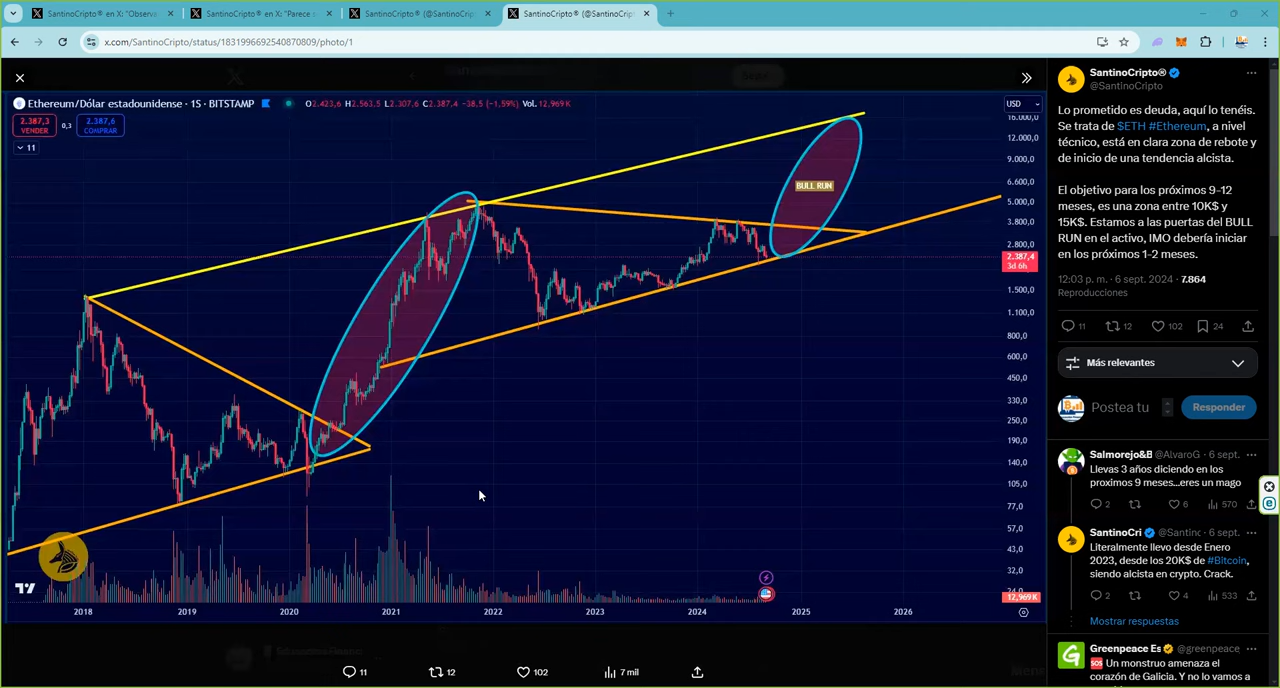 SantinoCripto® en X: "Observa
SantinoCripto® en X: "Parece s
SantinoCripto® (@SantinoCrip
SantinoCripto® (@SantinoCript
x.com/SantinoCripto/status/1831996692540870809/photo/1
Ethereum/Dólar estadounidense · 1S · BITSTAMP O2.423,6 H2.563,5 L2.307,6 C2.387,4 -38,5 (-1,59%) Vol. 12,969K
USD
2.387,3
VENDER
0,3
2.387,6
COMPRAR
11
16.000,0
12.000,0
9.000,0
6.600,0
5.000,0
3.800,0
2.800,0
2.387,4
3d 6h
1.500,0
1.100,0
800,0
600,0
450,0
330,0
250,0
190,0
140,0
105,0
77,0
57,0
43,0
32,0
24,0
12,969K
BULL RUN
2018
2019
2020
2021
2022
2023
2024
2025
2026
11
12
102
7 mil
SantinoCripto®
@SantinoCripto
Lo prometido es deuda, aquí lo tenéis.
Se trata de $ETH #Ethereum, a nivel
técnico, está en clara zona de rebote y
de inicio de una tendencia alcista.
El objetivo para los próximos 9-12
meses, es una zona entre 10K$ y
15K$. Estamos a las puertas del BULL
RUN en el activo, IMO debería iniciar
en los próximos 1-2 meses.
12:03 p. m. · 6 sept. 2024 · 7.864
Reproducciones
11
12
102
24
Más relevantes
Postea tu
Responder
Salmorejo&B @AlvaroG · 6 sept.
Llevas 3 años diciendo en los
proximos 9 meses...eres un mago
2
6
570
SantinoCri @Santinc · 6 sept.
Literalmente llevo desde Enero
2023, desde los 20K$ de #Bitcoin,
siendo alcista en crypto. Crack.
2
4
533
Mostrar respuestas
Greenpeace Es @greenpeace
SOS Un monstruo amenaza el
corazón de Galicia. Y no lo vamos a